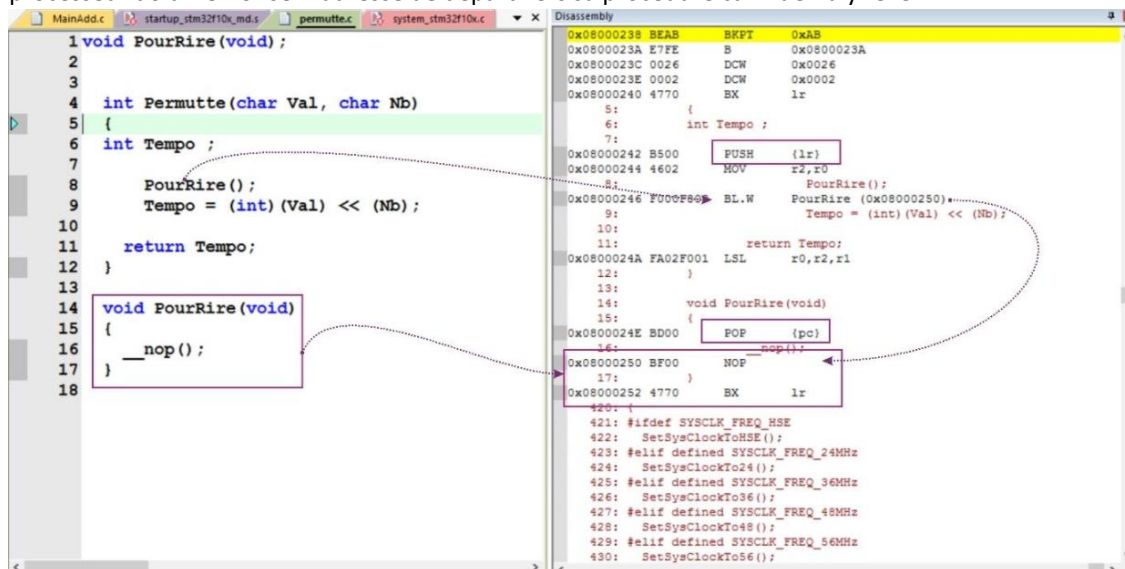 MainAdd.c startup_stm32f10x_md.s permutte.c system_stm32f10x.c
1 void PourRire(void);
2
3
4 int Permutte(char Val, char Nb)
5 {
6 int Tempo ;
7
8 PourRire();
9 Tempo = (int)(Val) << (Nb);
10
11 return Tempo;
12 }
13
14 void PourRire(void)
15 {
16 __nop();
17 }
18
Disassembly
0x08000238 BEAB BKPT 0xAB
0x0800023A E7FE B 0x0800023A
0x0800023C 0026 DCW 0x0026
0x0800023E 0002 DCW 0x0002
0x08000240 4770 BX lr
5: {
6: int Tempo ;
7:
0x08000242 B500 PUSH {lr}
0x08000244 4602 MOV r2,r0
8: PourRire();
0x08000246 BL.W PourRire (0x08000250)
9: Tempo = (int)(Val) << (Nb);
10:
11: return Tempo;
0x0800024A FA02F001 LSL r0,r2,r1
12: }
13:
14: void PourRire(void)
15: {
0x0800024E BD00 POP {pc}
16: __nop();
0x08000250 BF00 NOP
17: }
0x08000252 4770 BX lr
420: {
421: #ifdef SYSCLK_FREQ_HSE
422: SetSysClockToHSE();
423: #elif defined SYSCLK_FREQ_24MHz
424: SetSysClockTo24();
425: #elif defined SYSCLK_FREQ_36MHz
426: SetSysClockTo36();
427: #elif defined SYSCLK_FREQ_48MHz
428: SetSysClockTo48();
429: #elif defined SYSCLK_FREQ_56MHz
430: SetSysClockTo56();